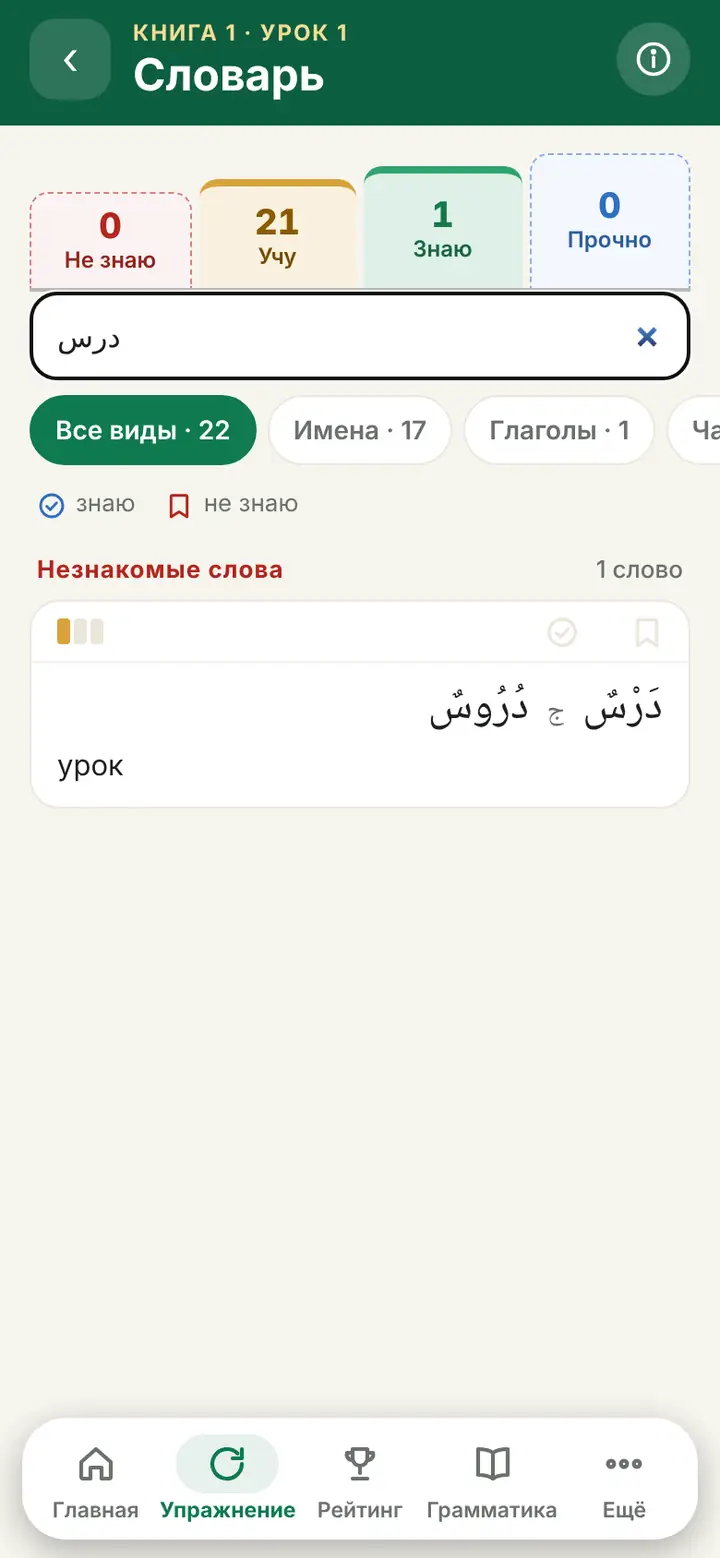 КНИГА 1 · УРОК 1
Словарь
0
Не знаю
21
Учу
1
Знаю
0
Прочно
درس
Все виды · 22
Имена · 17
Глаголы · 1
Ча
знаю
не знаю
Незнакомые слова
1 слово
دَرْسٌ ج دُرُوسٌ
урок
Главная
Упражнение
Рейтинг
Грамматика
Ещё